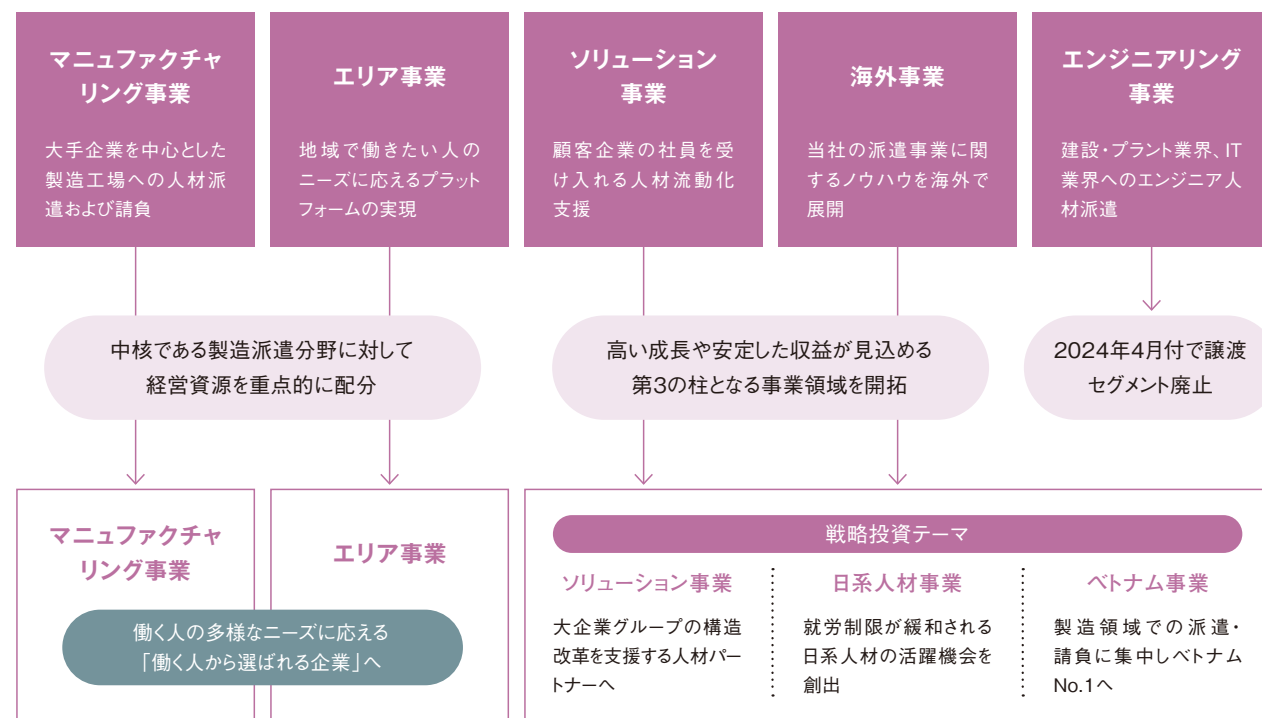 マニュファクチャ
リング事業
大手企業を中心とした
製造工場への人材派
遣および請負
エリア事業
地域で働きたい人の
ニーズに応えるプラット
フォームの実現
ソリューション
事業
顧客企業の社員を受
け入れる人材流動化
支援
海外事業
当社の派遣事業に関
するノウハウを海外で
展開
エンジニアリング
事業
建設・プラント業界、IT
業界へのエンジニア人
材派遣
中核である製造派遣分野に対して
経営資源を重点的に配分
高い成長や安定した収益が見込める
第3の柱となる事業領域を開拓
2024年4月付で譲渡
セグメント廃止
マニュファクチャ
リング事業
エリア事業
働く人の多様なニーズに応える
「働く人から選ばれる企業」へ
戦略投資テーマ
ソリューション事業
大企業グループの構造
改革を支援する人材パー
トナーへ
日系人材事業
就労制限が緩和される
日系人材の活躍機会を
創出
ベトナム事業
製造領域での派遣・
請負に集中しベトナム
No.1へ